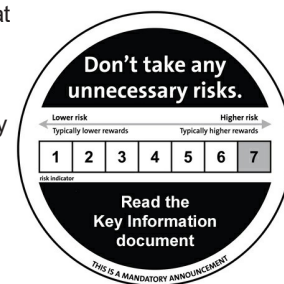 at
y
Don't take any
unnecessary risks.
Lower risk Higher risk
Typically lower rewards Typically higher rewards
1 2 3 4 5 6 7
risk indicator
Read the
Key Information
document
THIS IS A MANDATORY ANNOUNCEMENT